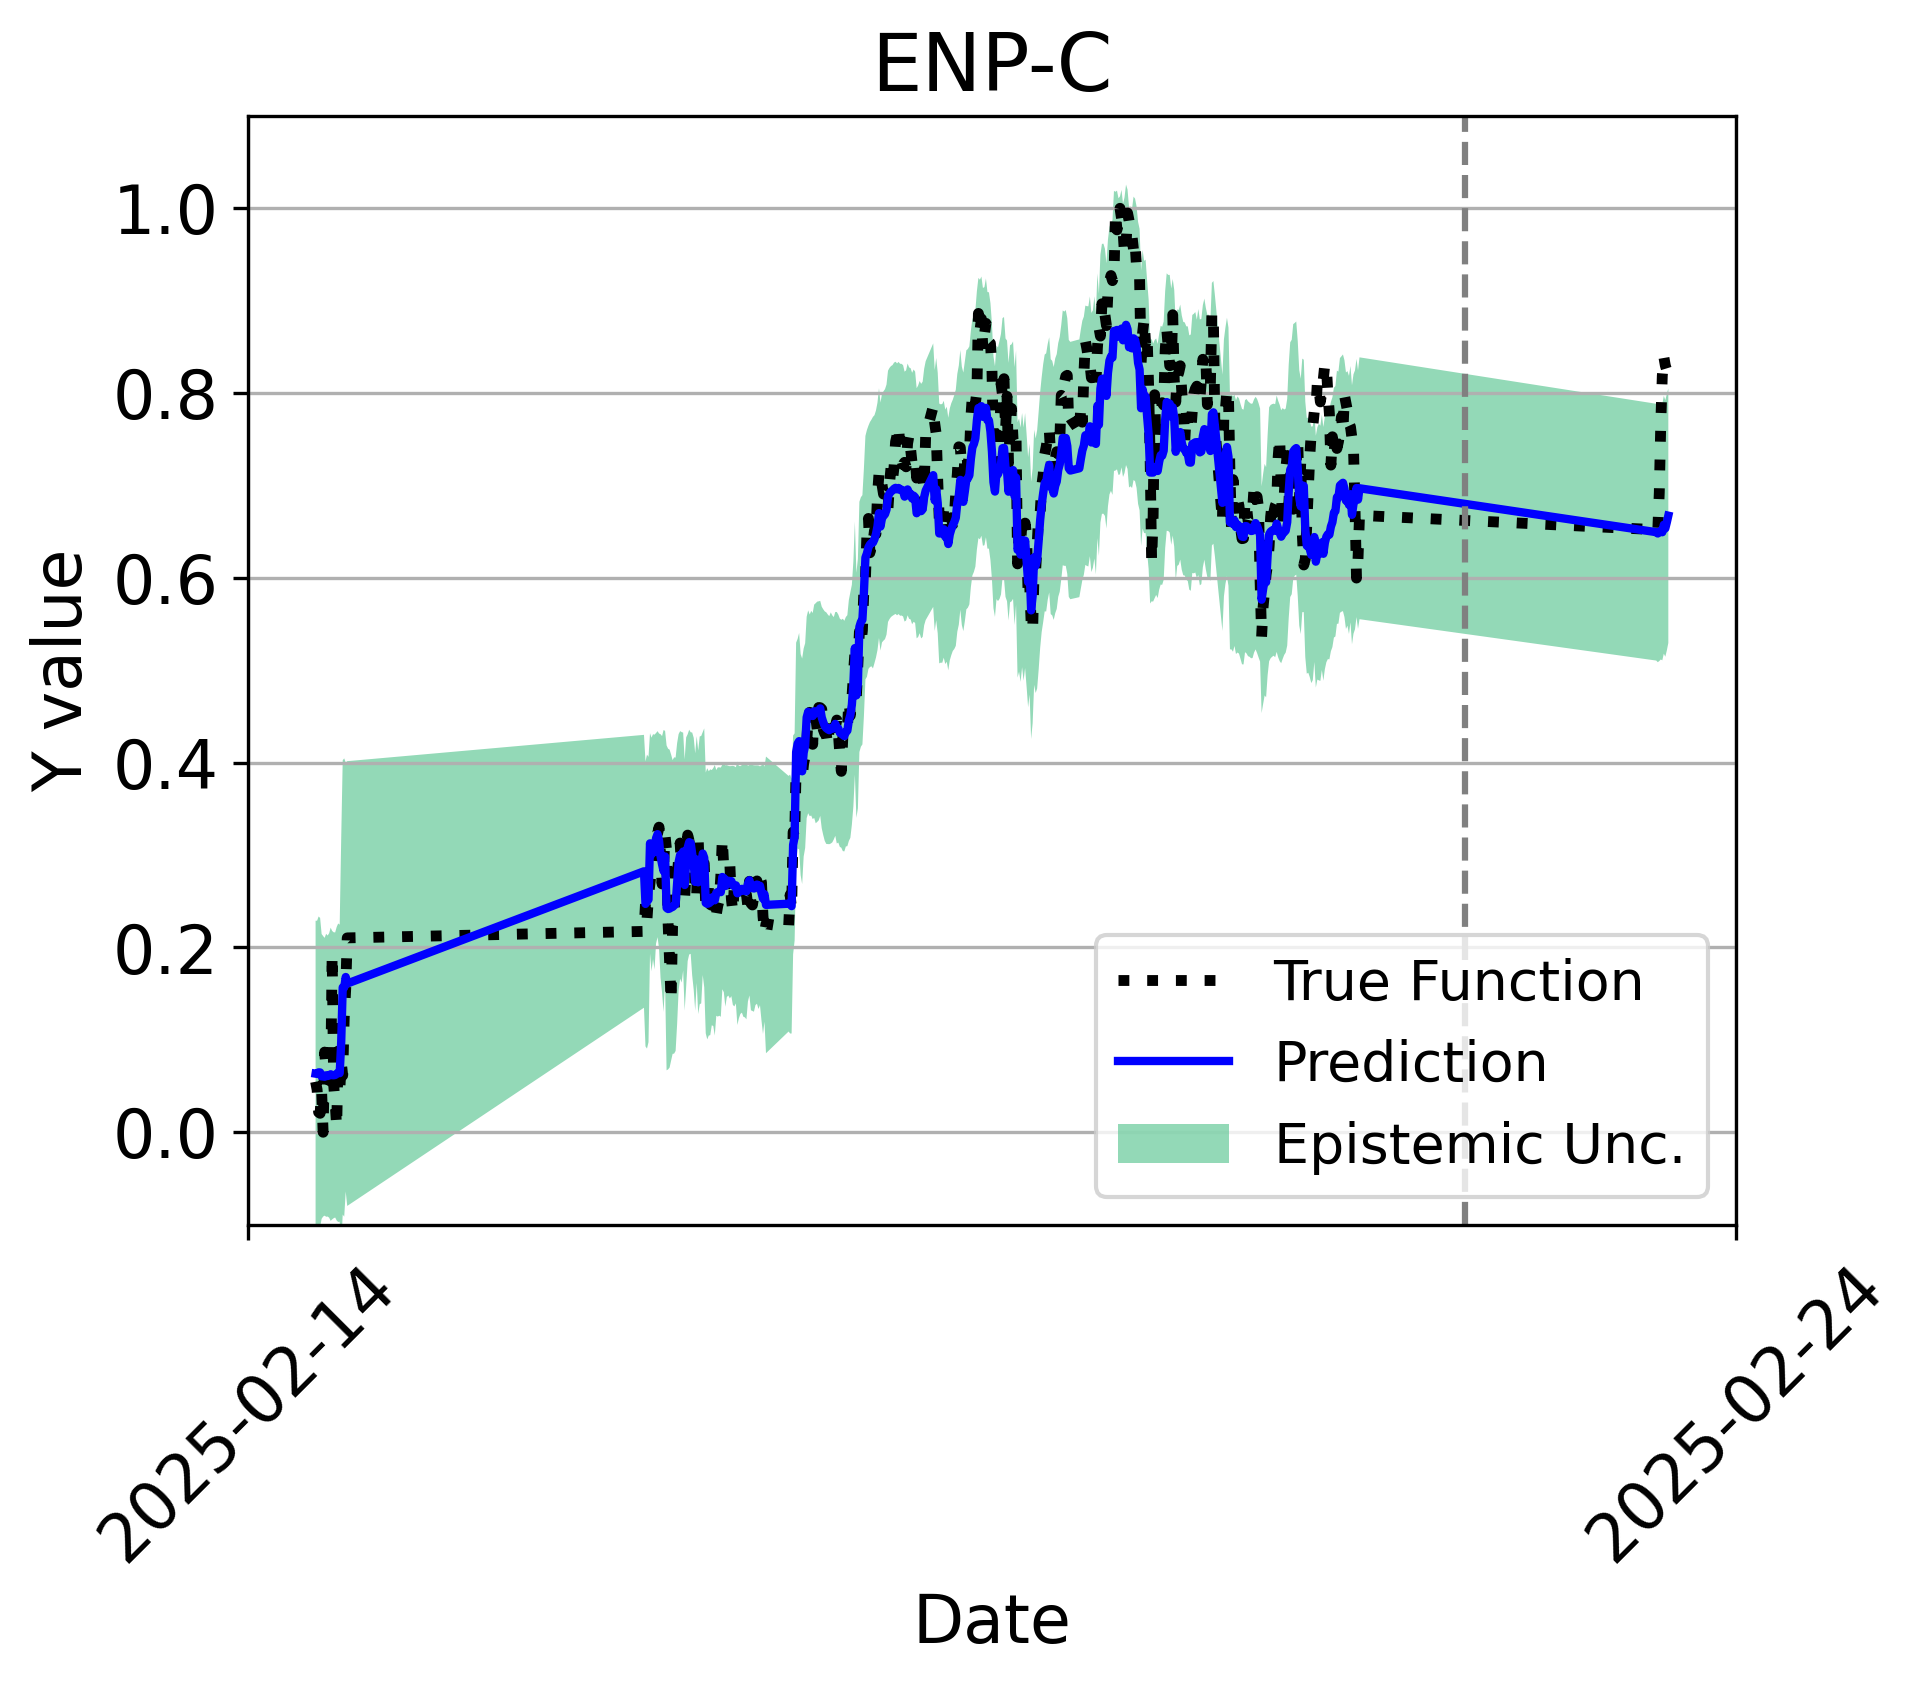 ENP-C
Y value
1.0
0.8
0.6
0.4
0.2
0.0
True Function
Prediction
Epistemic Unc.
2025-02-14
2025-02-24
Date